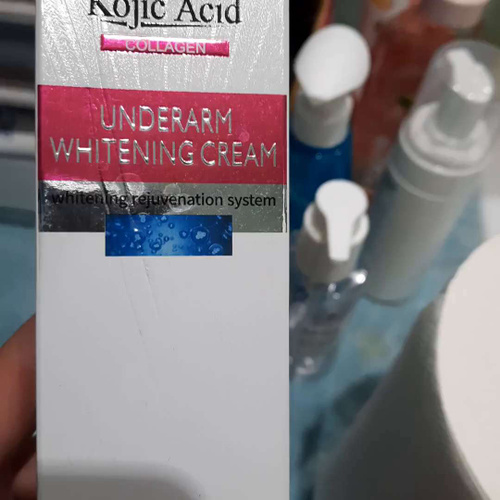 Kojic Acid
COLLAGEN
UNDERARM
WHITENING CREAM
whitening rejuvenation system